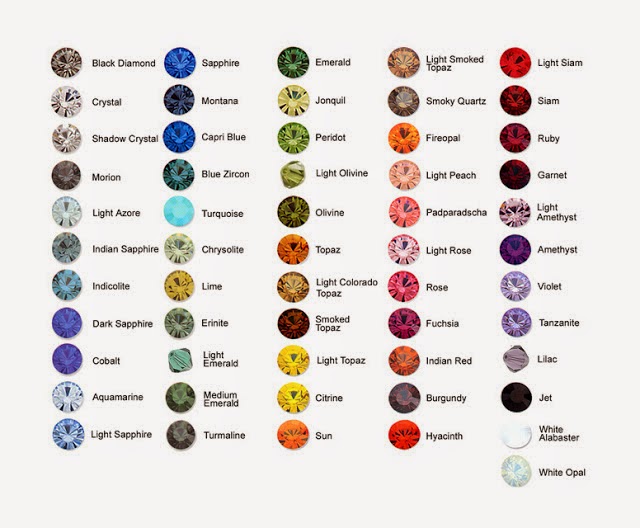 Black Diamond
Crystal
Shadow Crystal
Morion
Light Azore
Indian Sapphire
Indicolite
Dark Sapphire
Cobalt
Aquamarine
Light Sapphire
Sapphire
Montana
Capri Blue
Blue Zircon
Turquoise
Chrysolite
Lime
Erinite
Light
Emerald
Medium
Emerald
Turmaline
Emerald
Jonquil
Peridot
Light Olivine
Olivine
Topaz
Light Colorado
Topaz
Smoked
Topaz
Light Topaz
Citrine
Sun
Light Smoked
Topaz
Smoky Quartz
Fireopal
Light Peach
Padparadscha
Light Rose
Rose
Fuchsia
Indian Red
Burgundy
Hyacinth
Light Siam
Siam
Ruby
Garnet
Light
Amethyst
Amethyst
Violet
Tanzanite
Lilac
Jet
White
Alabaster
White Opal